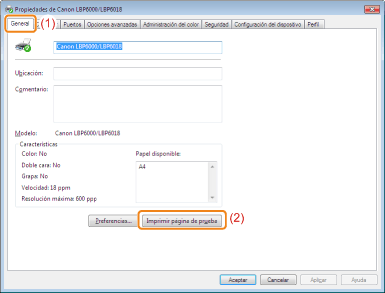 Propiedades de Canon LBP6000/LBP6018
General (1) Puertos Opciones avanzadas Administración del color Seguridad Configuración del dispositivo Perfil
Canon LBP6000/LBP6018
Ubicación:
Comentario:
Modelo: Canon LBP6000/LBP6018
Características
Color: No Papel disponible:
Doble cara: No A4
Grapa: No
Velocidad: 18 ppm
Resolución máxima: 600 ppp
Preferencias... Imprimir página de prueba (2)
Aceptar Cancelar Aplicar Ayuda